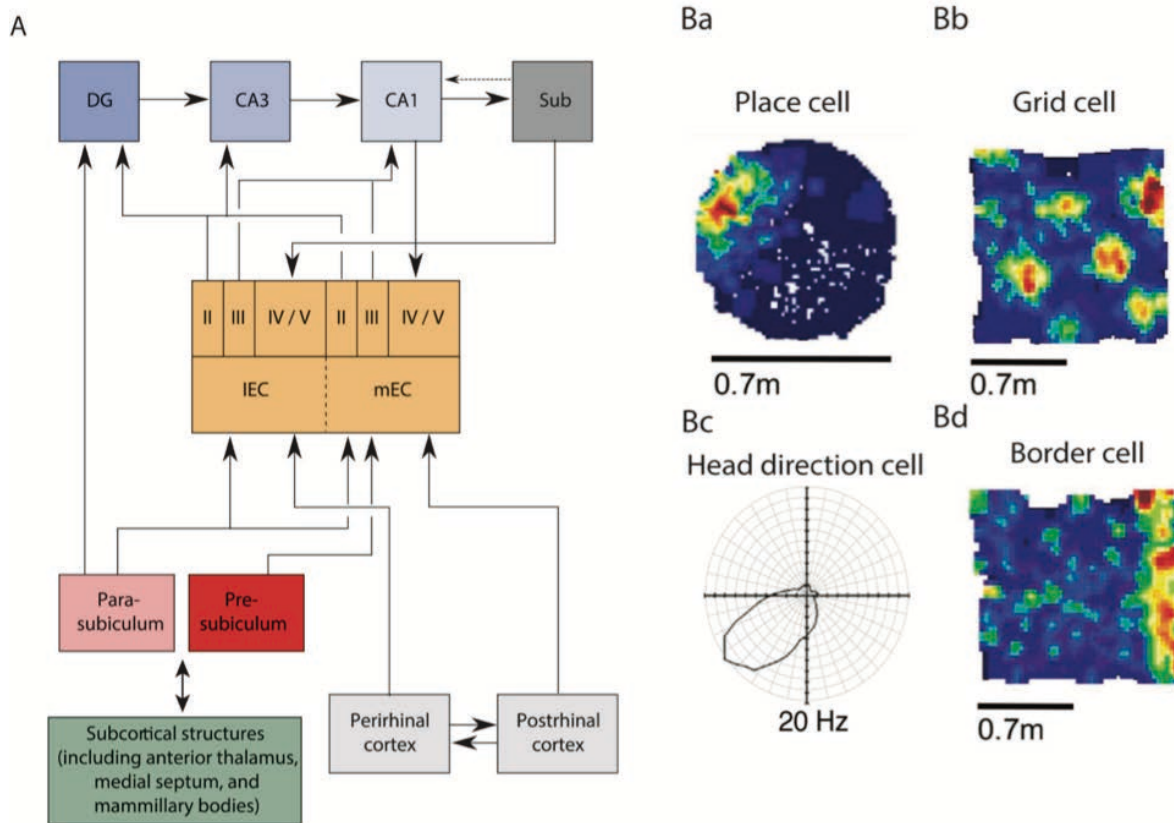 A
DG
CA3
CA1
Sub
II
III
IV / V
II
III
IV / V
lEC
mEC
Para-
subiculum
Pre-
subiculum
Subcortical structures
(including anterior thalamus,
medial septum, and
mammillary bodies)
Perirhinal
cortex
Postrhinal
cortex
Ba
Place cell
0.7m
Bb
Grid cell
0.7m
Bc
Head direction cell
20 Hz
Bd
Border cell
0.7m